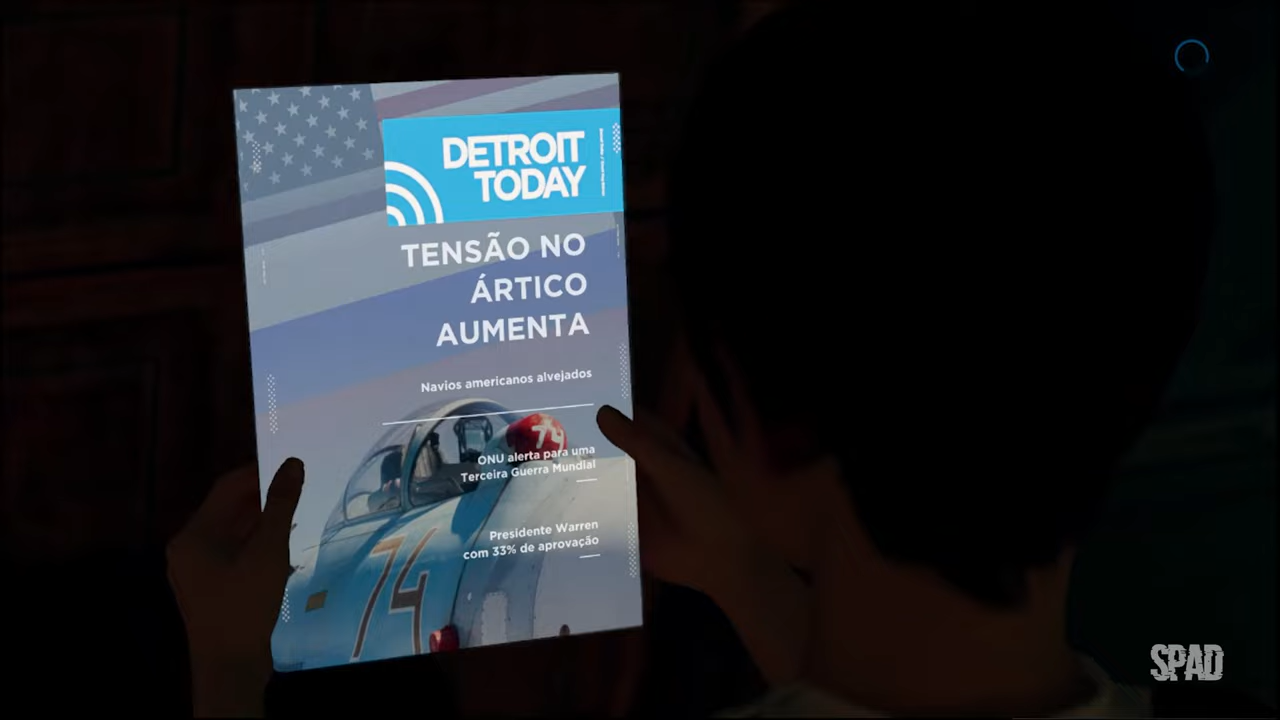 DETROIT
TODAY
TENSÃO NO
ÁRTICO
AUMENTA
Navios americanos alvejados
74
ONU alerta para uma
Terceira Guerra Mundial
Presidente Warren
com 33% de aprovação
74
SPAD